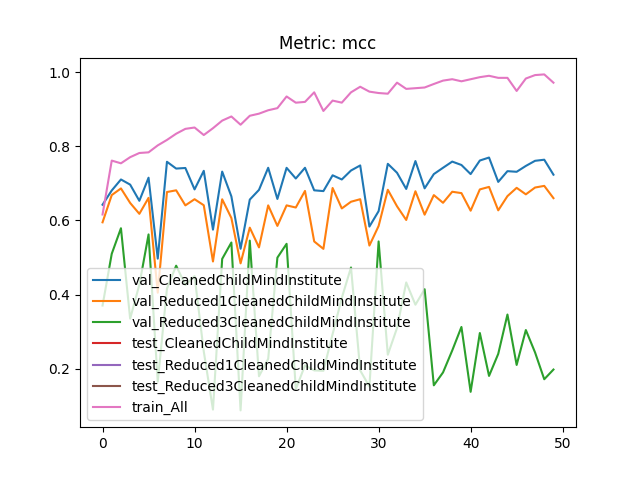 Metric: mcc
1.0
0.8
0.6
0.4
0.2
val_CleanedChildMindInstitute
val_Reduced1CleanedChildMindInstitute
val_Reduced3CleanedChildMindInstitute
test_CleanedChildMindInstitute
test_Reduced1CleanedChildMindInstitute
test_Reduced3CleanedChildMindInstitute
train_All
0 10 20 30 40 50